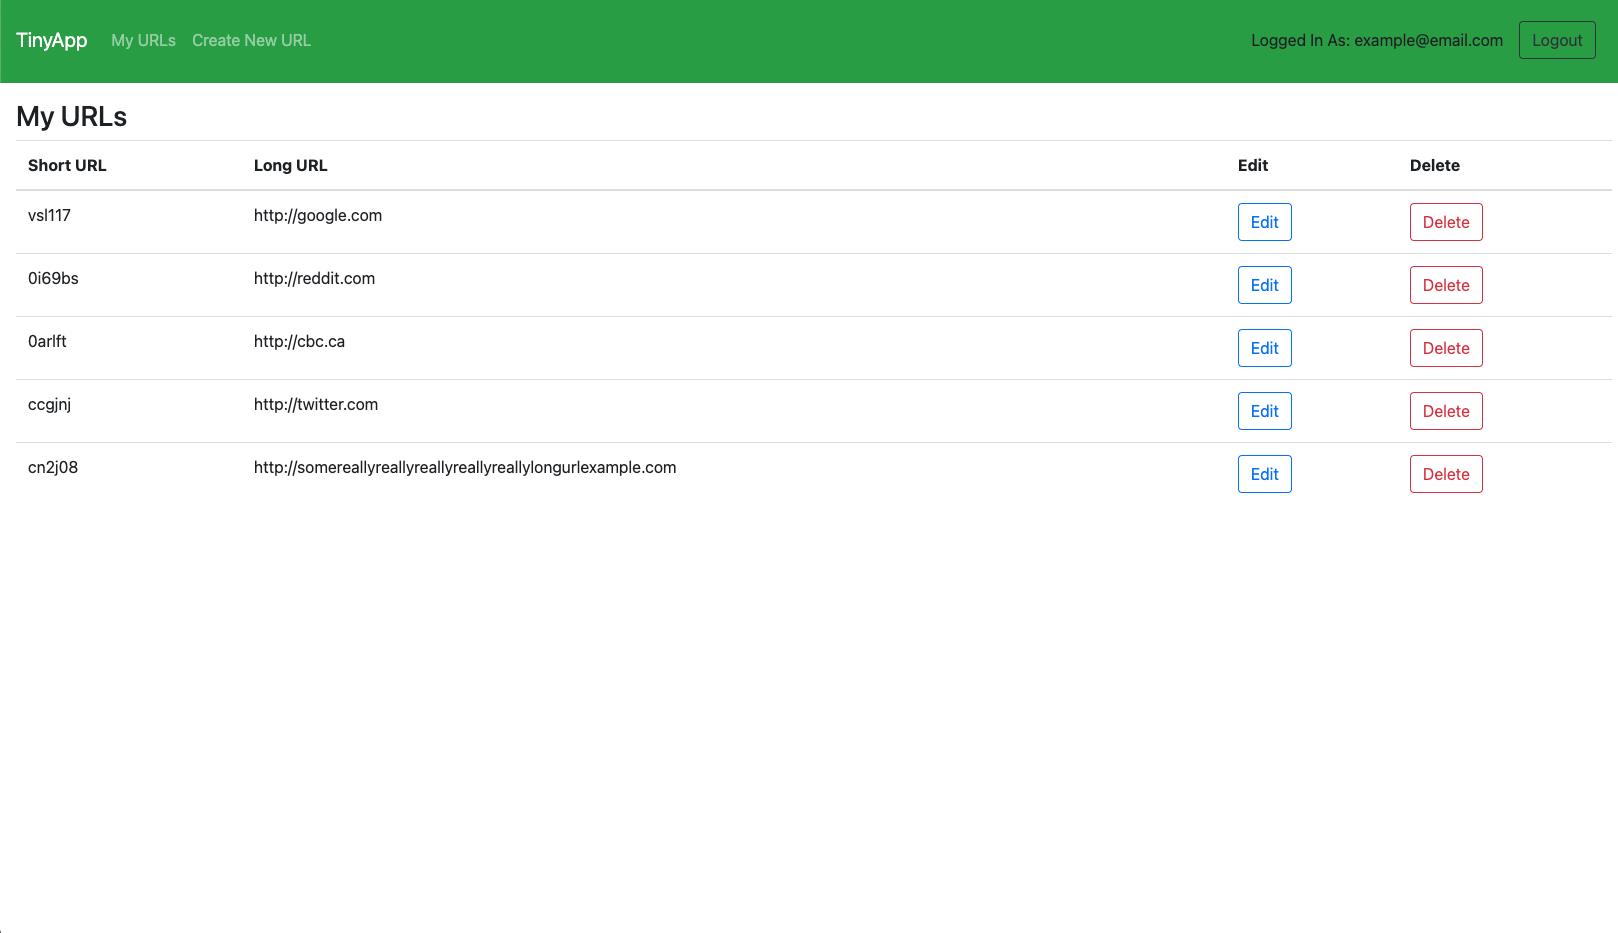 TinyApp My URLs Create New URL Logged In As: example@email.com Logout
My URLs
Short URL Long URL Edit Delete
vsl117 http://google.com Edit Delete
0i69bs http://reddit.com Edit Delete
0arlft http://cbc.ca Edit Delete
ccgjnj http://twitter.com Edit Delete
cn2j08 http://somereallyreallyreallyreallyreallylongurlexample.com Edit Delete